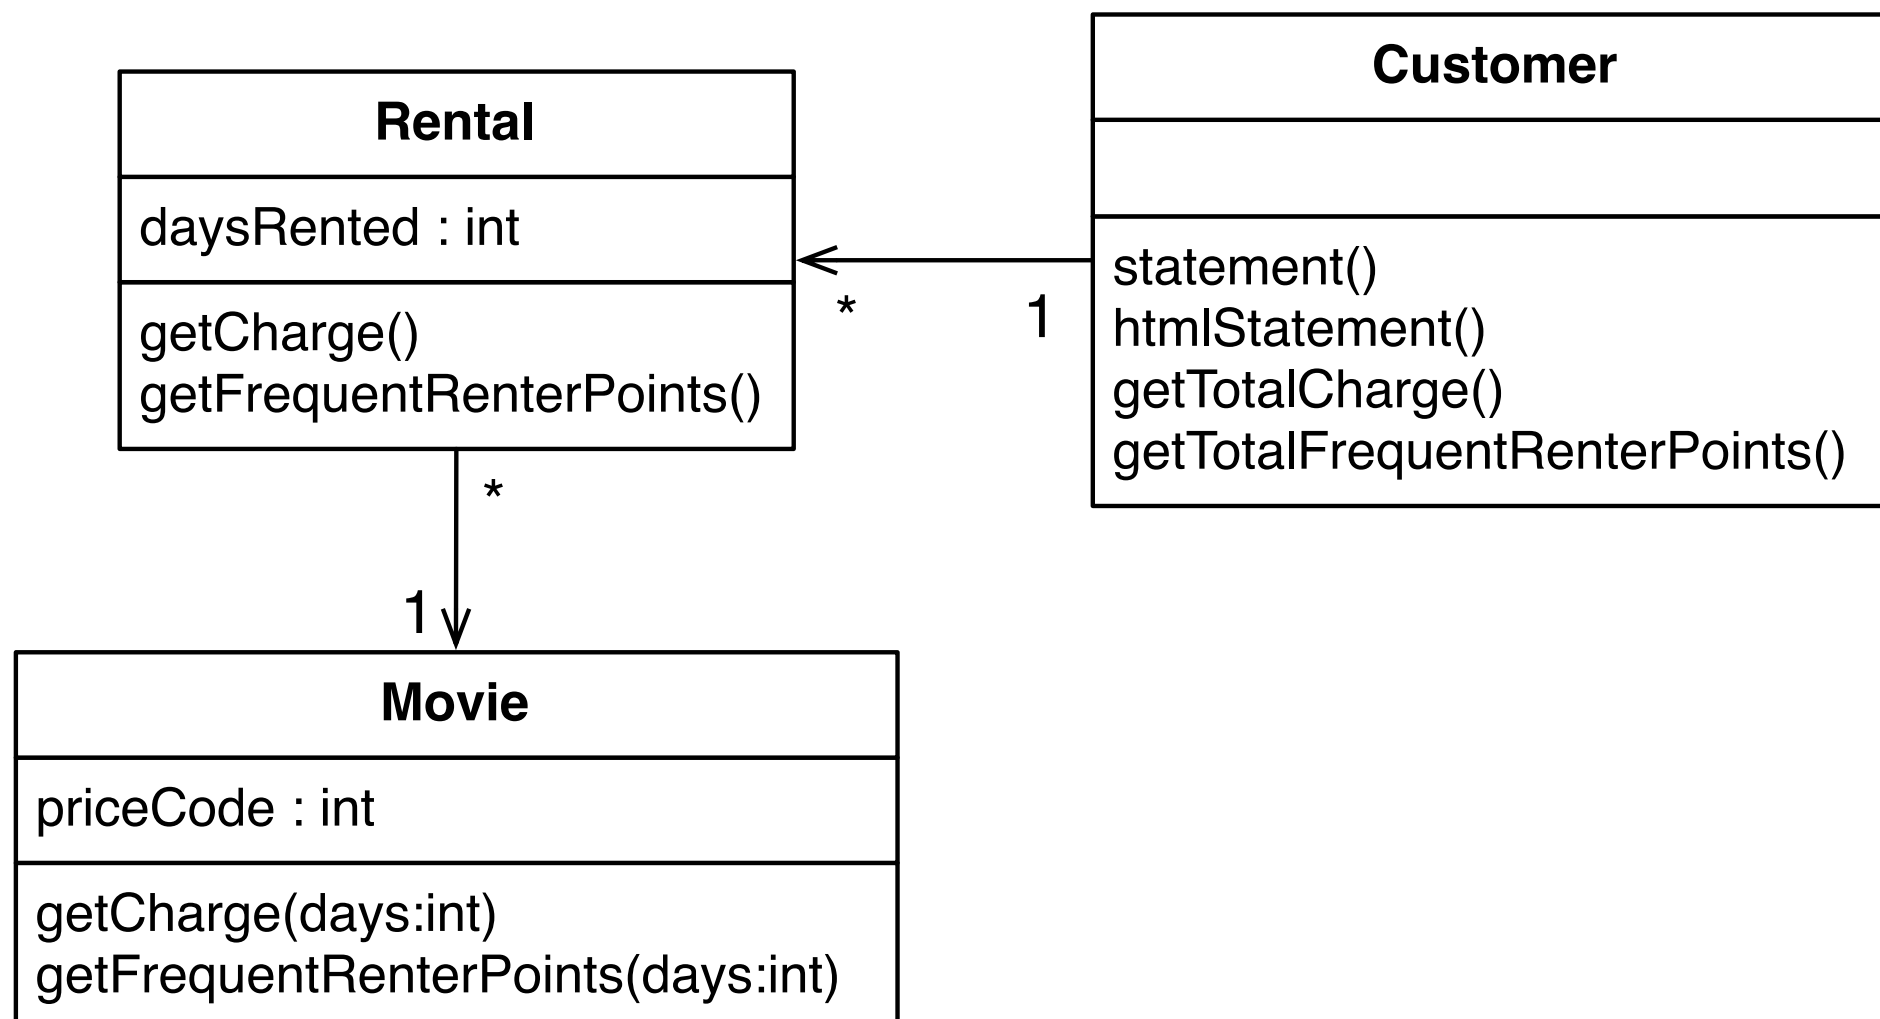 Rental
daysRented : int
getCharge()
getFrequentRenterPoints()
Customer
statement()
htmlStatement()
getTotalCharge()
getTotalFrequentRenterPoints()
*
1
*
1
Movie
priceCode : int
getCharge(days:int)
getFrequentRenterPoints(days:int)